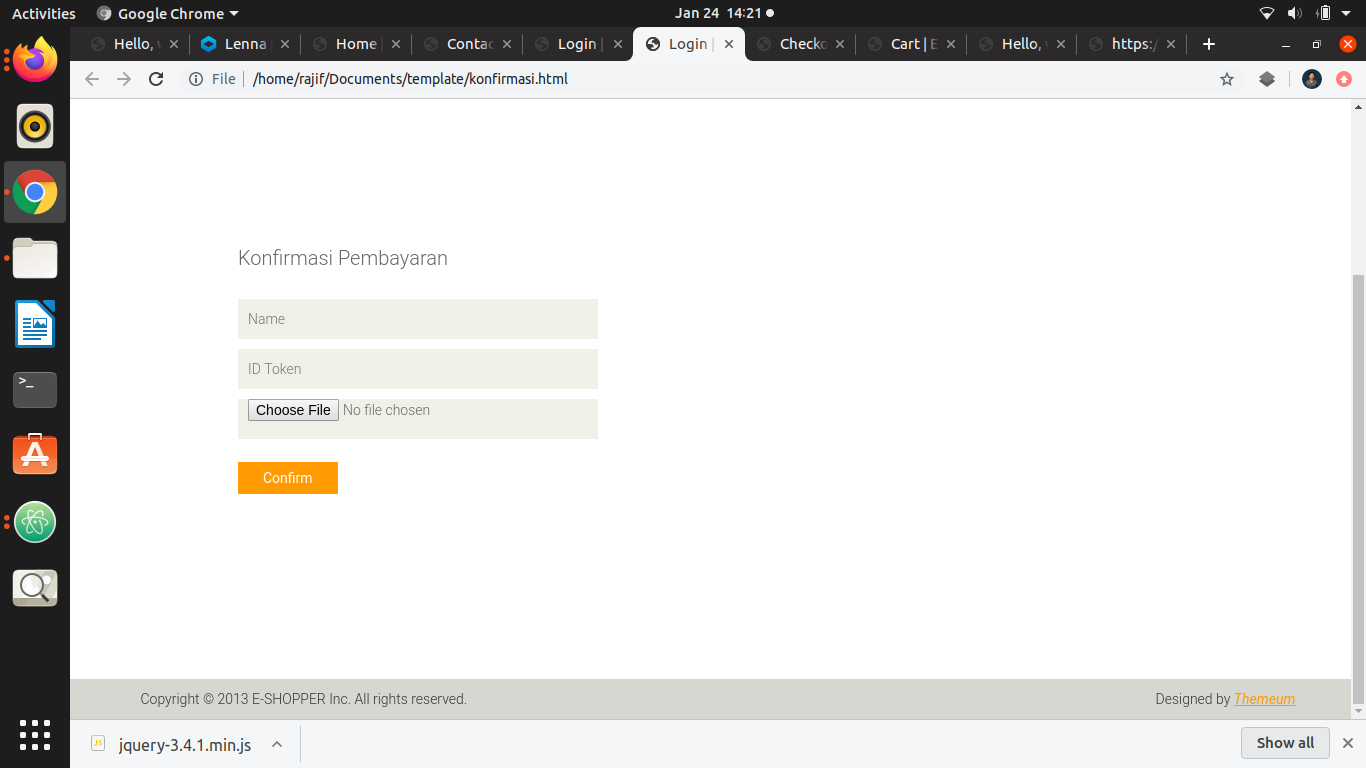 Activities Google Chrome Jan 24 14:21
Hello, Lenna Home Contac Login | Login | Checko Cart | E Hello, https:/
File /home/rajif/Documents/template/konfirmasi.html
Konfirmasi Pembayaran
Name
ID Token
Choose File No file chosen
Confirm
Copyright © 2013 E-SHOPPER Inc. All rights reserved. Designed by Themeum
JS jquery-3.4.1.min.js Show all